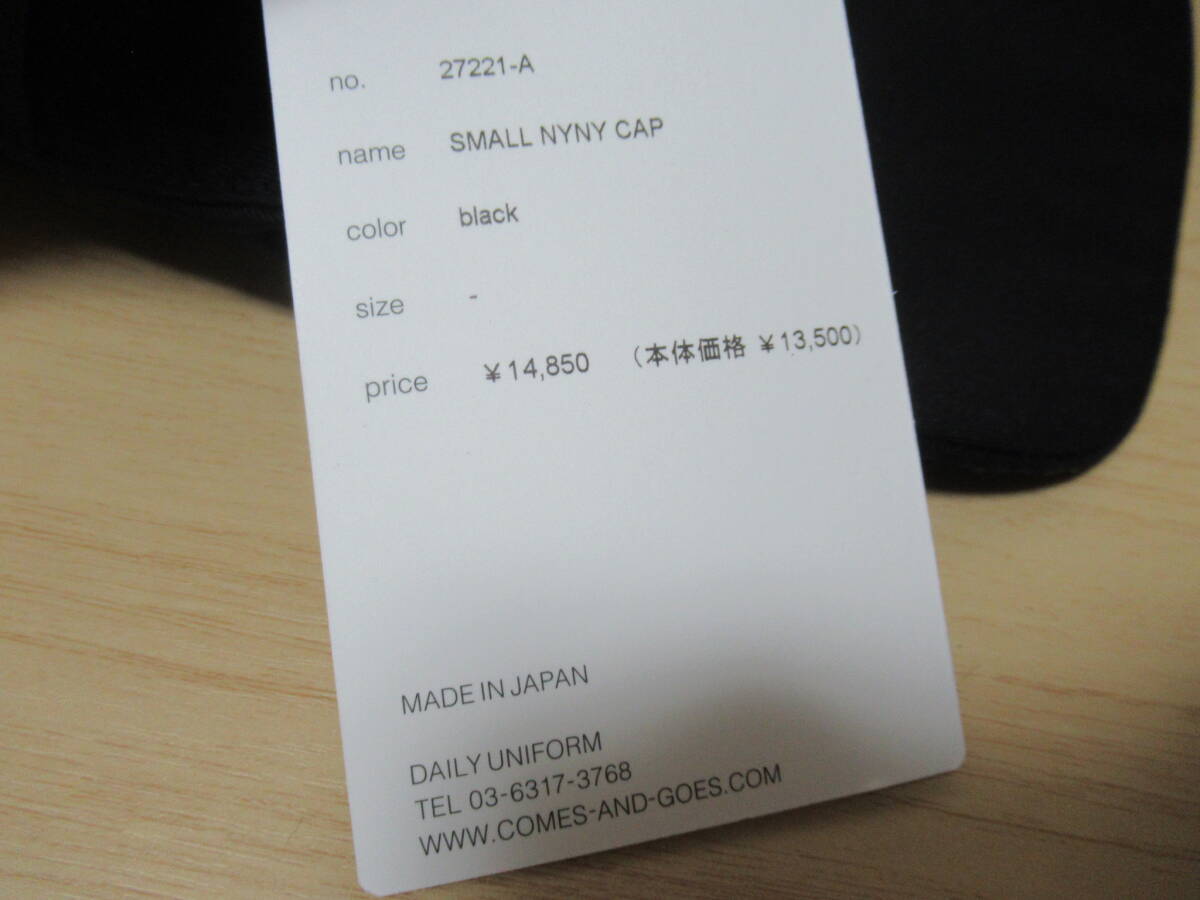 no. 27221-A
name SMALL NYNY CAP
color black
size -
price ￥14,850 （本体価格 ￥13,500）
MADE IN JAPAN
DAILY UNIFORM
TEL 03-6317-3768
WWW.COMES-AND-GOES.COM